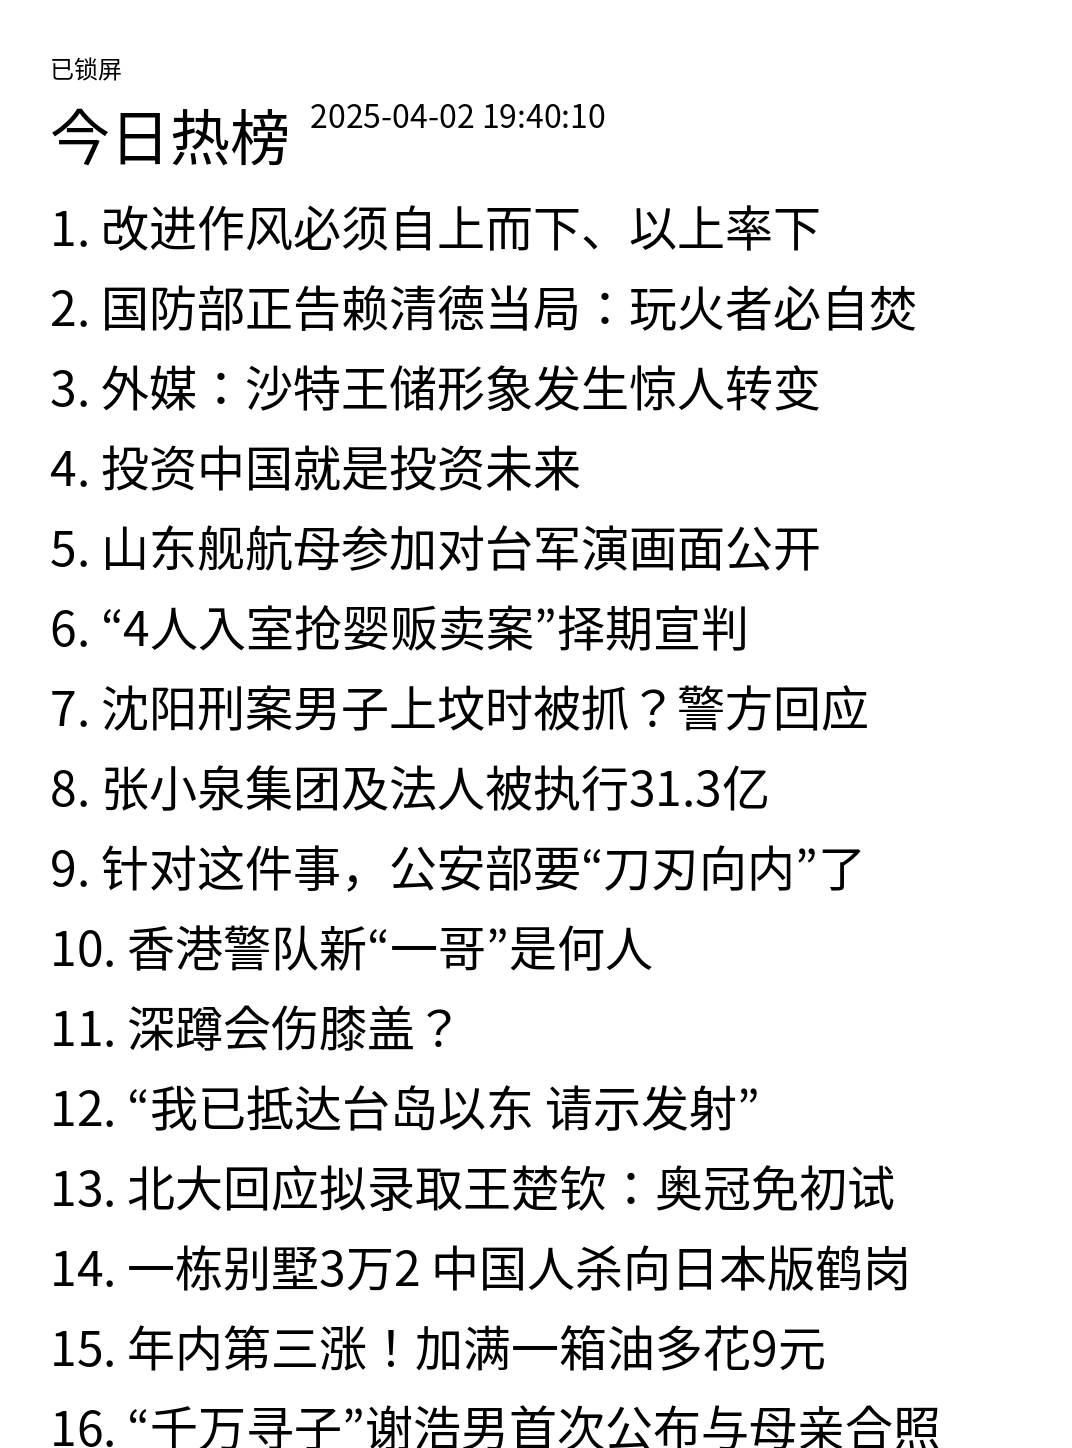 已锁屏
今日热榜 2025-04-02 19:40:10
1. 改进作风必须自上而下、以上率下
2. 国防部正告赖清德当局：玩火者必自焚
3. 外媒：沙特王储形象发生惊人转变
4. 投资中国就是投资未来
5. 山东舰航母参加对台军演画面公开
6. “4人入室抢婴贩卖案”择期宣判
7. 沈阳刑案男子上坟时被抓？警方回应
8. 张小泉集团及法人被执行31.3亿
9. 针对这件事，公安部要“刀刃向内”了
10. 香港警队新“一哥”是何人
11. 深蹲会伤膝盖？
12. “我已抵达台岛以东 请示发射”
13. 北大回应拟录取王楚钦：奥冠免初试
14. 一栋别墅3万2 中国人杀向日本版鹤岗
15. 年内第三涨！加满一箱油多花9元
16. “千万寻子”谢浩男首次公布与母亲合照